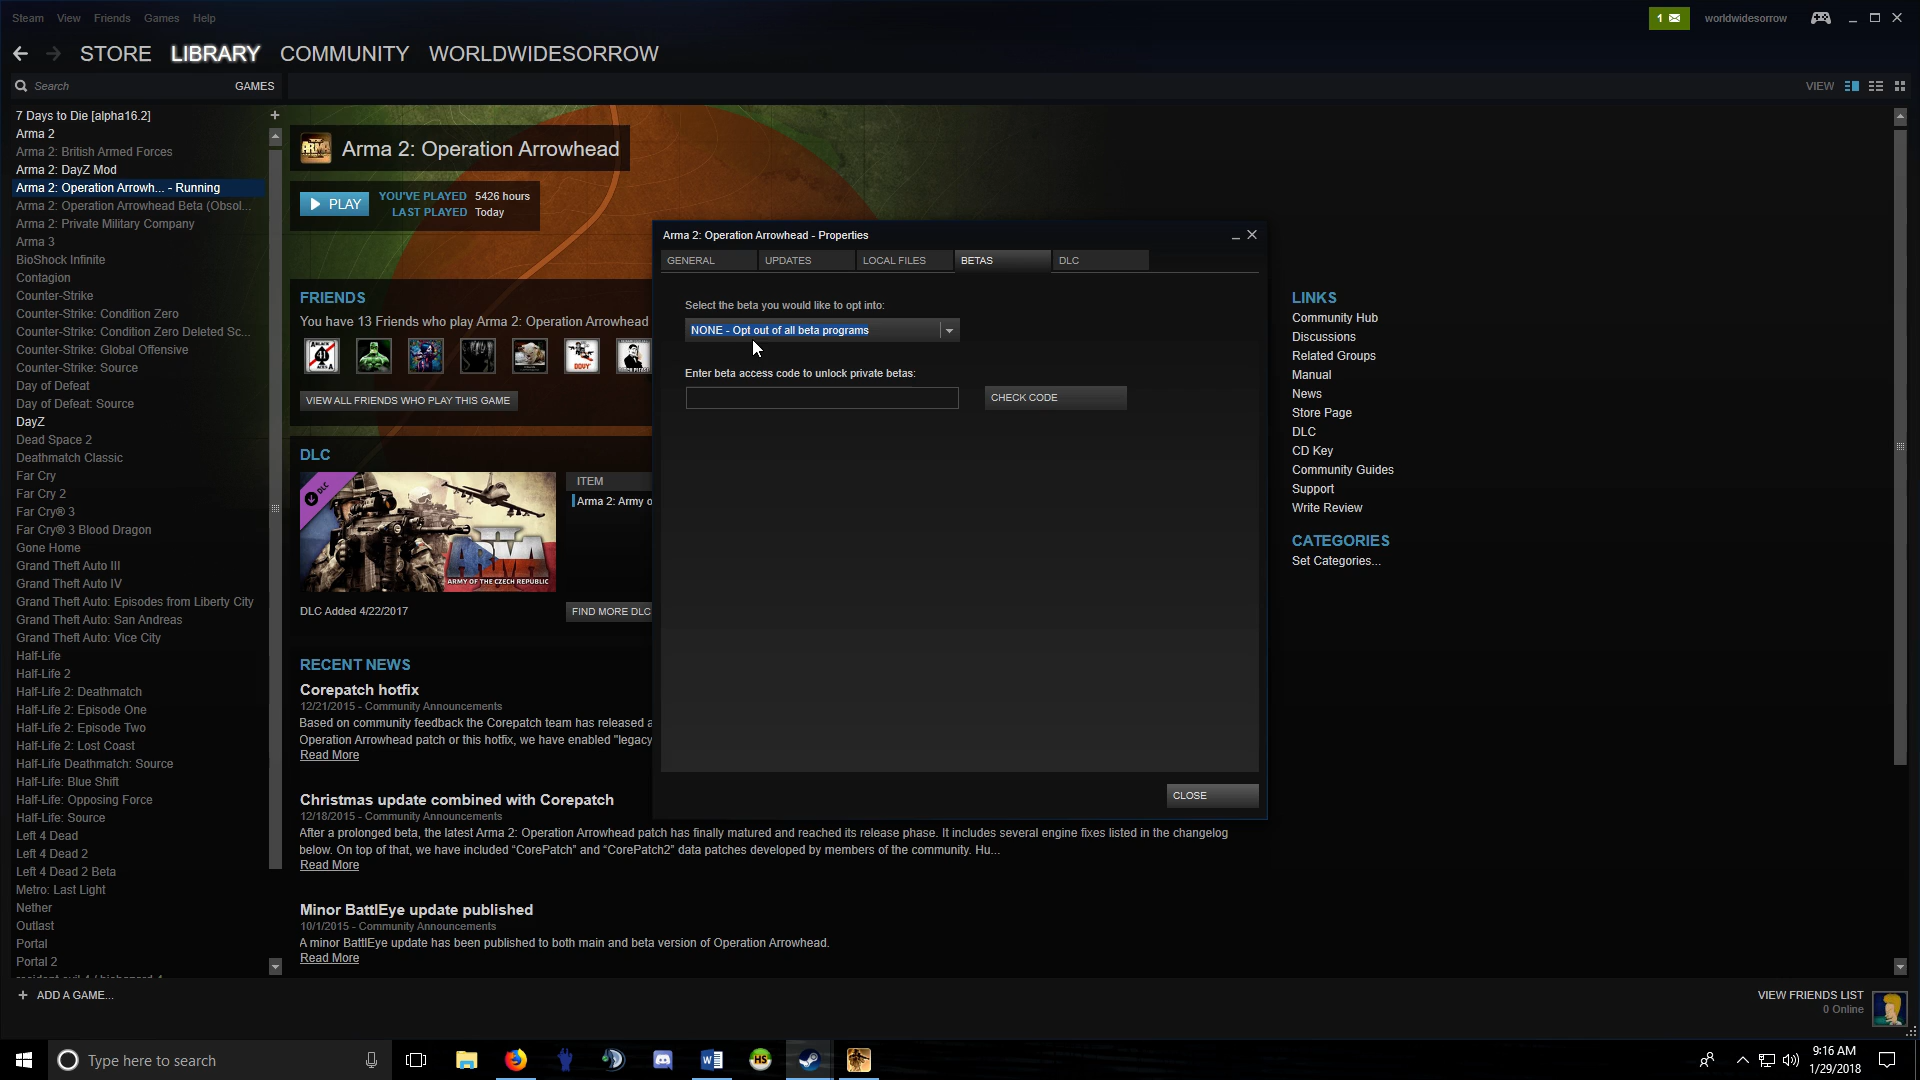 Steam View Friends Games Help
1 worldwidesorrow
STORE LIBRARY COMMUNITY WORLDWIDESORROW
Search GAMES VIEW
7 Days to Die [alpha16.2] +
Arma 2
Arma 2: British Armed Forces
Arma 2: DayZ Mod
Arma 2: Operation Arrowh... - Running
Arma 2: Operation Arrowhead Beta (Obsol...
Arma 2: Private Military Company
Arma 3
BioShock Infinite
Contagion
Counter-Strike
Counter-Strike: Condition Zero
Counter-Strike: Condition Zero Deleted Sc...
Counter-Strike: Global Offensive
Counter-Strike: Source
Day of Defeat
Day of Defeat: Source
DayZ
Dead Space 2
Deathmatch Classic
Far Cry
Far Cry 2
Far Cry® 3
Far Cry® 3 Blood Dragon
Gone Home
Grand Theft Auto III
Grand Theft Auto IV
Grand Theft Auto: Episodes from Liberty City
Grand Theft Auto: San Andreas
Grand Theft Auto: Vice City
Half-Life
Half-Life 2
Half-Life 2: Deathmatch
Half-Life 2: Episode One
Half-Life 2: Episode Two
Half-Life 2: Lost Coast
Half-Life Deathmatch: Source
Half-Life: Blue Shift
Half-Life: Opposing Force
Half-Life: Source
Left 4 Dead
Left 4 Dead 2
Left 4 Dead 2 Beta
Metro: Last Light
Nether
Outlast
Portal
Portal 2
+ ADD A GAME...
Arma 2: Operation Arrowhead
PLAY
YOU'VE PLAYED 5426 hours
LAST PLAYED Today
FRIENDS
You have 13 Friends who play Arma 2: Operation Arrowhead
VIEW ALL FRIENDS WHO PLAY THIS GAME
DLC
DLC
ARMA II
ARMY OF THE CZECH REPUBLIC
ITEM
Arma 2: Army o
DLC Added 4/22/2017
FIND MORE DLC
RECENT NEWS
Corepatch hotfix
12/21/2015 - Community Announcements
Based on community feedback the Corepatch team has released a
Operation Arrowhead patch or this hotfix, we have enabled "legacy
Read More
Christmas update combined with Corepatch
12/18/2015 - Community Announcements
After a prolonged beta, the latest Arma 2: Operation Arrowhead patch has finally matured and reached its release phase. It includes several engine fixes listed in the changelog
below. On top of that, we have included "CorePatch" and "CorePatch2" data patches developed by members of the community. Hu...
Read More
Minor BattlEye update published
10/1/2015 - Community Announcements
A minor BattlEye update has been published to both main and beta version of Operation Arrowhead.
Read More
Arma 2: Operation Arrowhead - Properties
GENERAL UPDATES LOCAL FILES BETAS DLC
Select the beta you would like to opt into:
NONE - Opt out of all beta programs
Enter beta access code to unlock private betas:
CHECK CODE
CLOSE
LINKS
Community Hub
Discussions
Related Groups
Manual
News
Store Page
DLC
CD Key
Community Guides
Support
Write Review
CATEGORIES
Set Categories...
VIEW FRIENDS LIST
0 Online
Type here to search
9:16 AM
1/29/2018